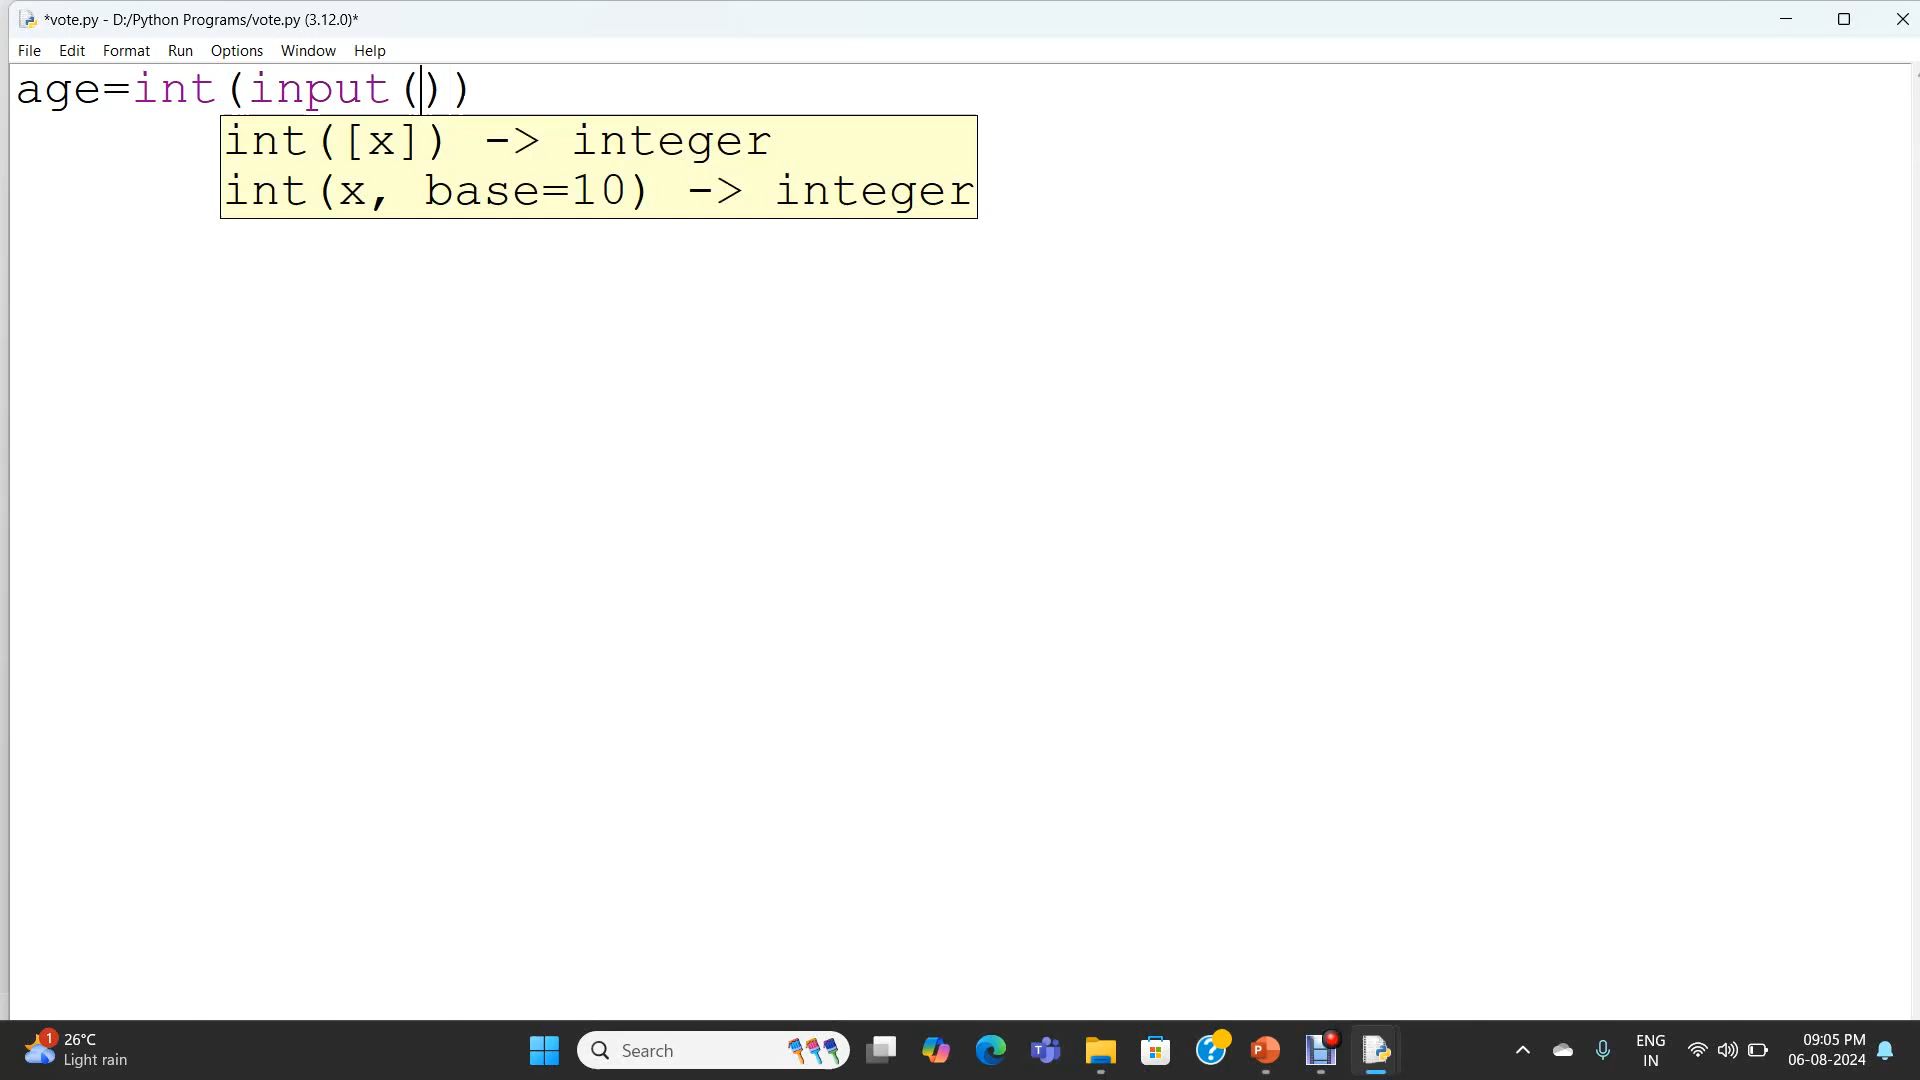 *vote.py - D:/Python Programs/vote.py (3.12.0)*
File Edit Format Run Options Window Help
age=int(input())
int([x]) -> integer
int(x, base=10) -> integer
1
26°C
Light rain
Search
ENG
IN
09:05 PM
06-08-2024